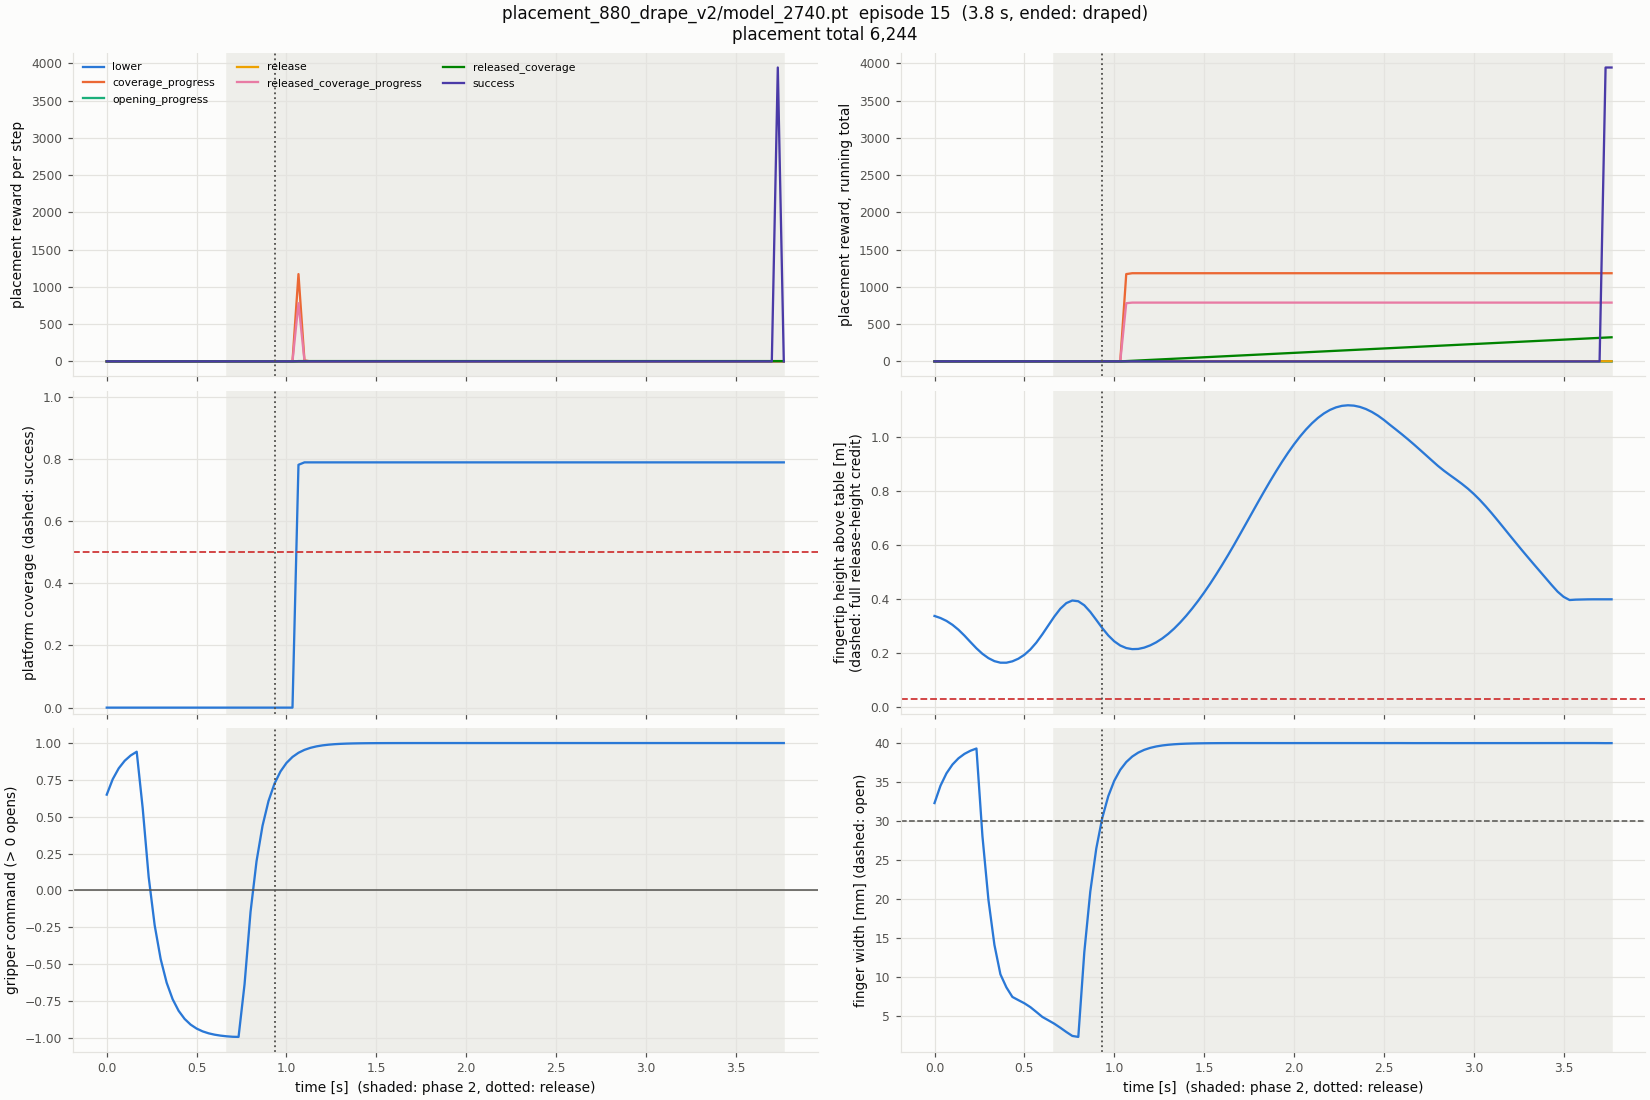 placement_880_drape_v2/model_2740.pt  episode 15  (3.8 s, ended: draped)
placement total 6,244
placement reward per step
4000
3500
3000
2500
2000
1500
1000
500
0
lower
coverage_progress
opening_progress
release
released_coverage_progress
released_coverage
success
placement reward, running total
4000
3500
3000
2500
2000
1500
1000
500
0
platform coverage (dashed: success)
1.0
0.8
0.6
0.4
0.2
0.0
fingertip height above table [m]
(dashed: full release-height credit)
1.0
0.8
0.6
0.4
0.2
0.0
gripper command (> 0 opens)
1.00
0.75
0.50
0.25
0.00
−0.25
−0.50
−0.75
−1.00
0.0 0.5 1.0 1.5 2.0 2.5 3.0 3.5
time [s]  (shaded: phase 2, dotted: release)
finger width [mm] (dashed: open)
40
35
30
25
20
15
10
5
0.0 0.5 1.0 1.5 2.0 2.5 3.0 3.5
time [s]  (shaded: phase 2, dotted: release)